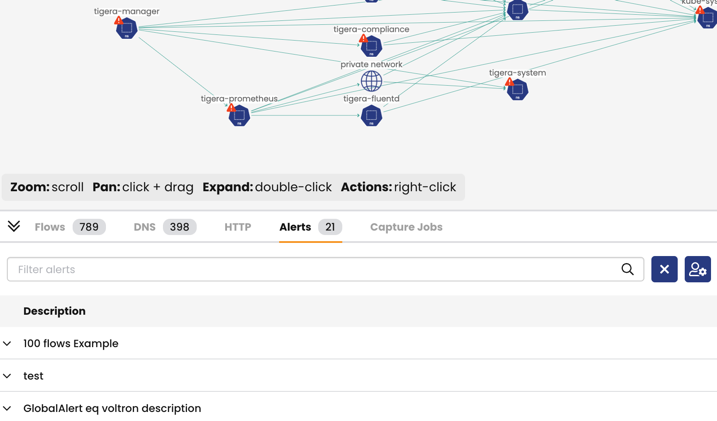 tigera-manager
kube-sys
tigera-compliance
private network
tigera-system
tigera-prometheus
tigera-fluentd
Zoom: scroll Pan: click + drag Expand: double-click Actions: right-click
Flows 789 DNS 398 HTTP Alerts 21 Capture Jobs
Filter alerts
Description
100 flows Example
test
GlobalAlert eq voltron description